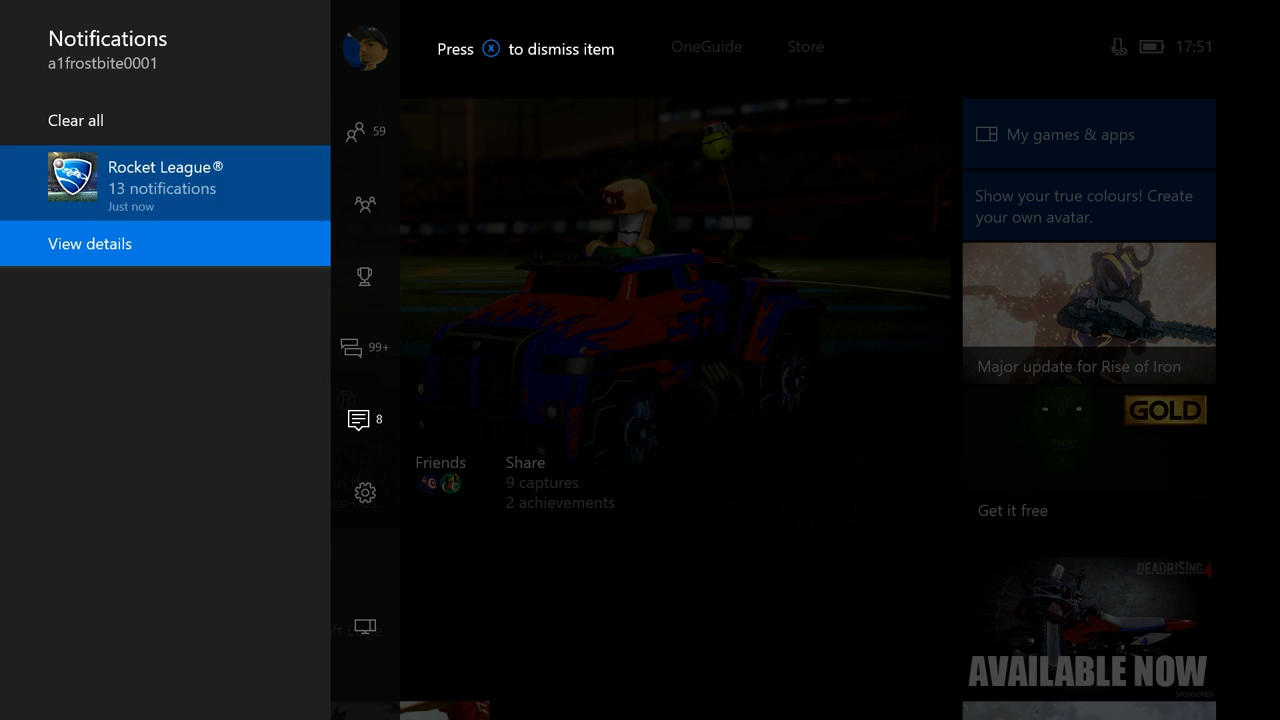 Notifications
a1frostbite0001
Clear all
Rocket League®
13 notifications
Just now
View details
59
99+
8
Press X to dismiss item
OneGuide
Store
17:51
Friends
Share
9 captures
2 achievements
My games & apps
Show your true colours! Create
your own avatar.
Major update for Rise of Iron
GOLD
Get it free
DEADRISING 4
AVAILABLE NOW
SPONSORED